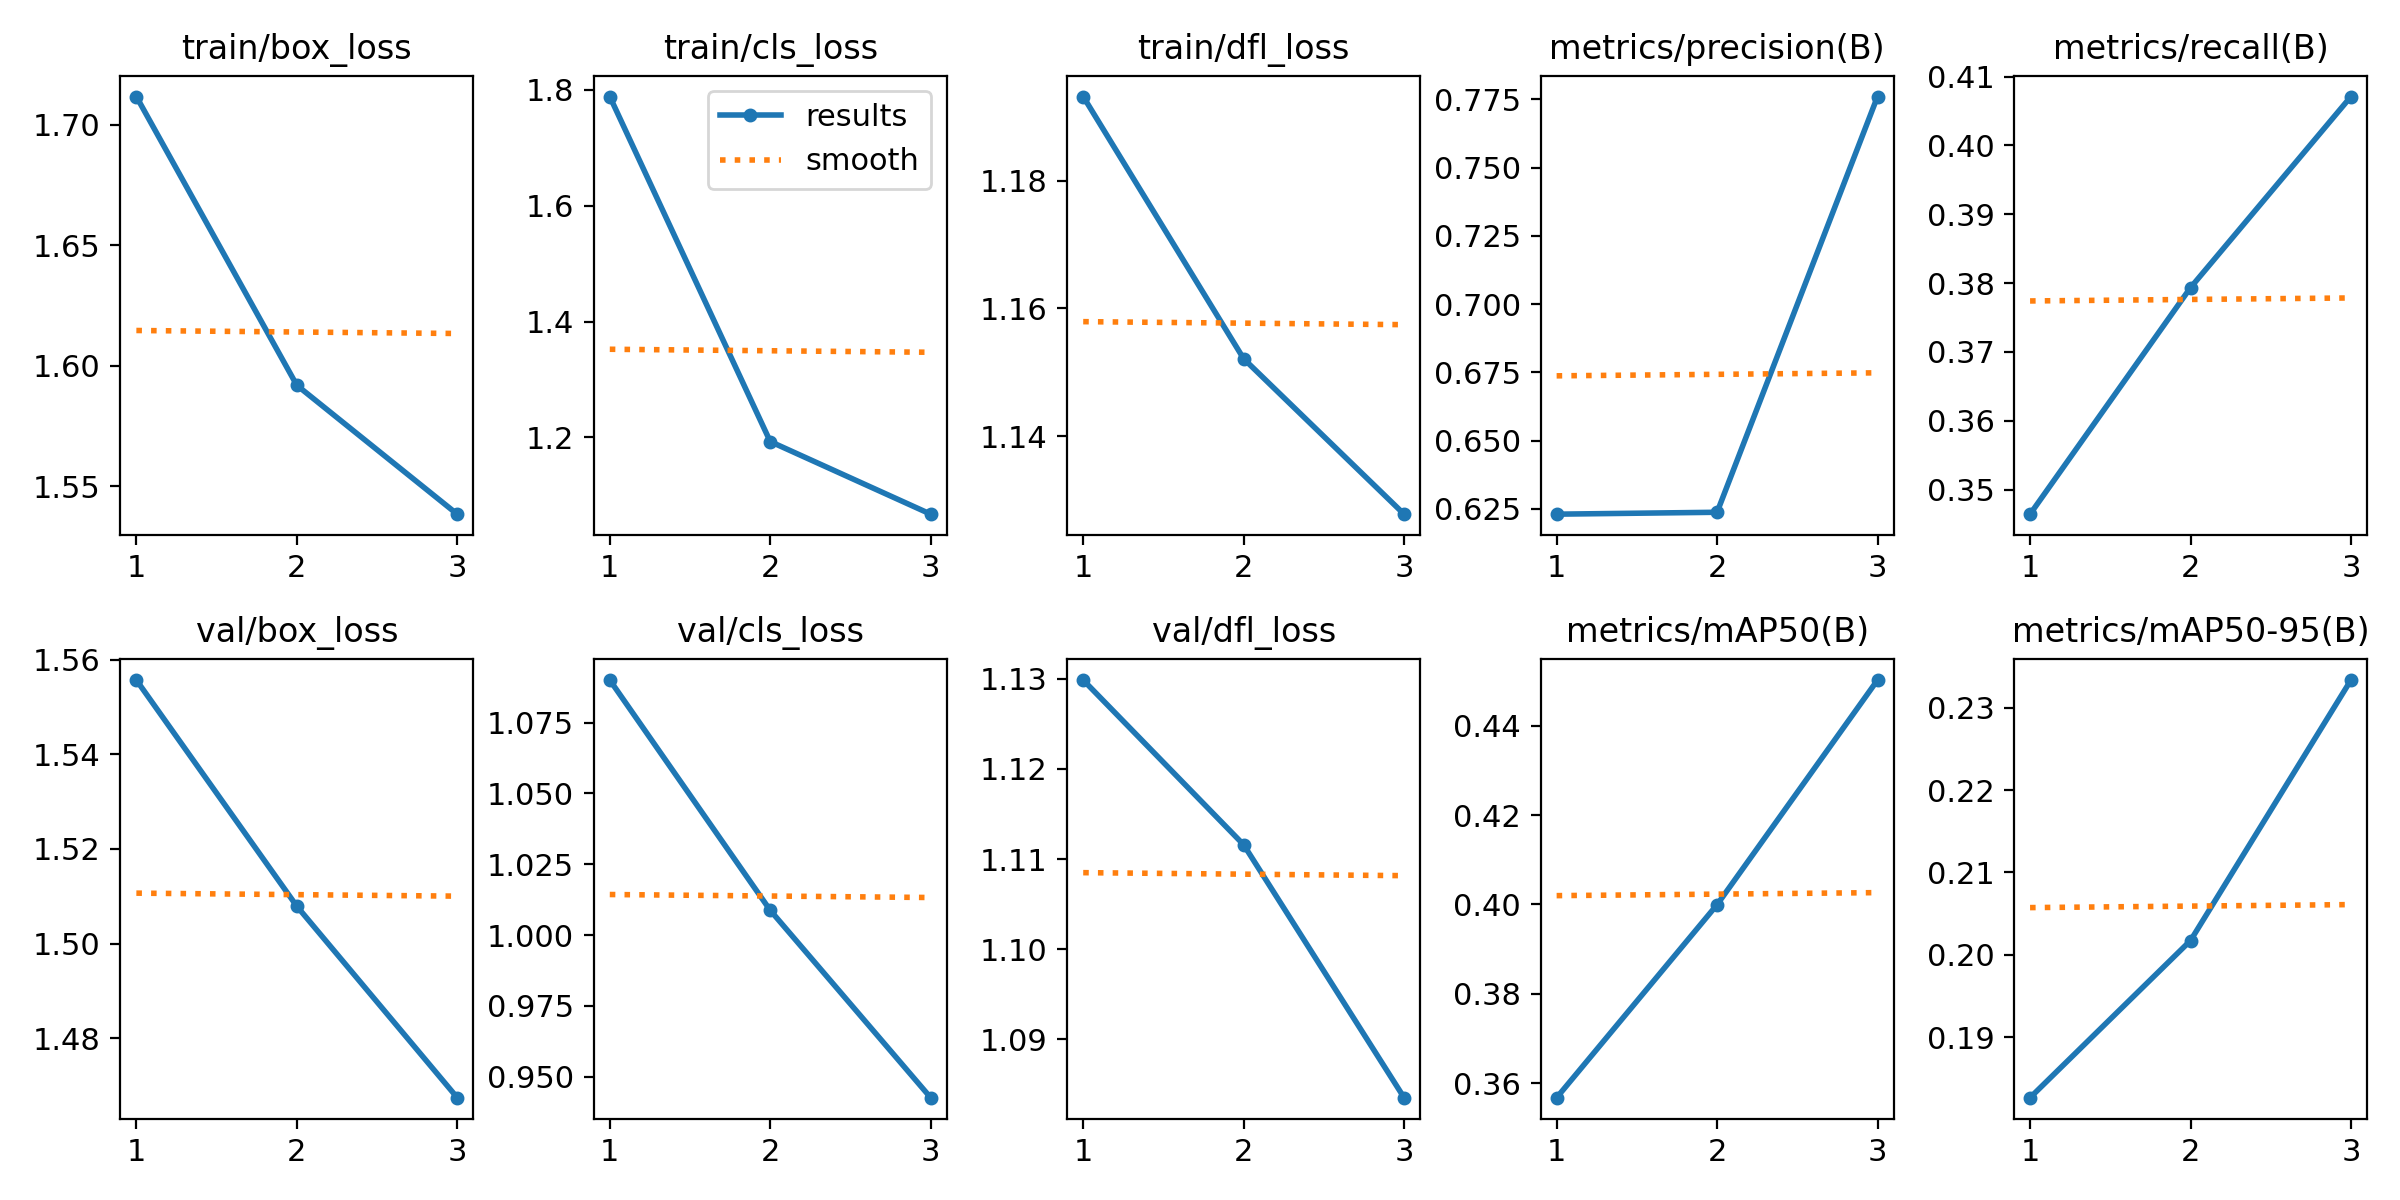 train/box_loss
1.70
1.65
1.60
1.55
1 2 3
train/cls_loss
1.8
1.6
1.4
1.2
results
smooth
1 2 3
train/dfl_loss
1.18
1.16
1.14
1 2 3
metrics/precision(B)
0.775
0.750
0.725
0.700
0.675
0.650
0.625
1 2 3
metrics/recall(B)
0.41
0.40
0.39
0.38
0.37
0.36
0.35
1 2 3
val/box_loss
1.56
1.54
1.52
1.50
1.48
1 2 3
val/cls_loss
1.075
1.050
1.025
1.000
0.975
0.950
1 2 3
val/dfl_loss
1.13
1.12
1.11
1.10
1.09
1 2 3
metrics/mAP50(B)
0.44
0.42
0.40
0.38
0.36
1 2 3
metrics/mAP50-95(B)
0.23
0.22
0.21
0.20
0.19
1 2 3